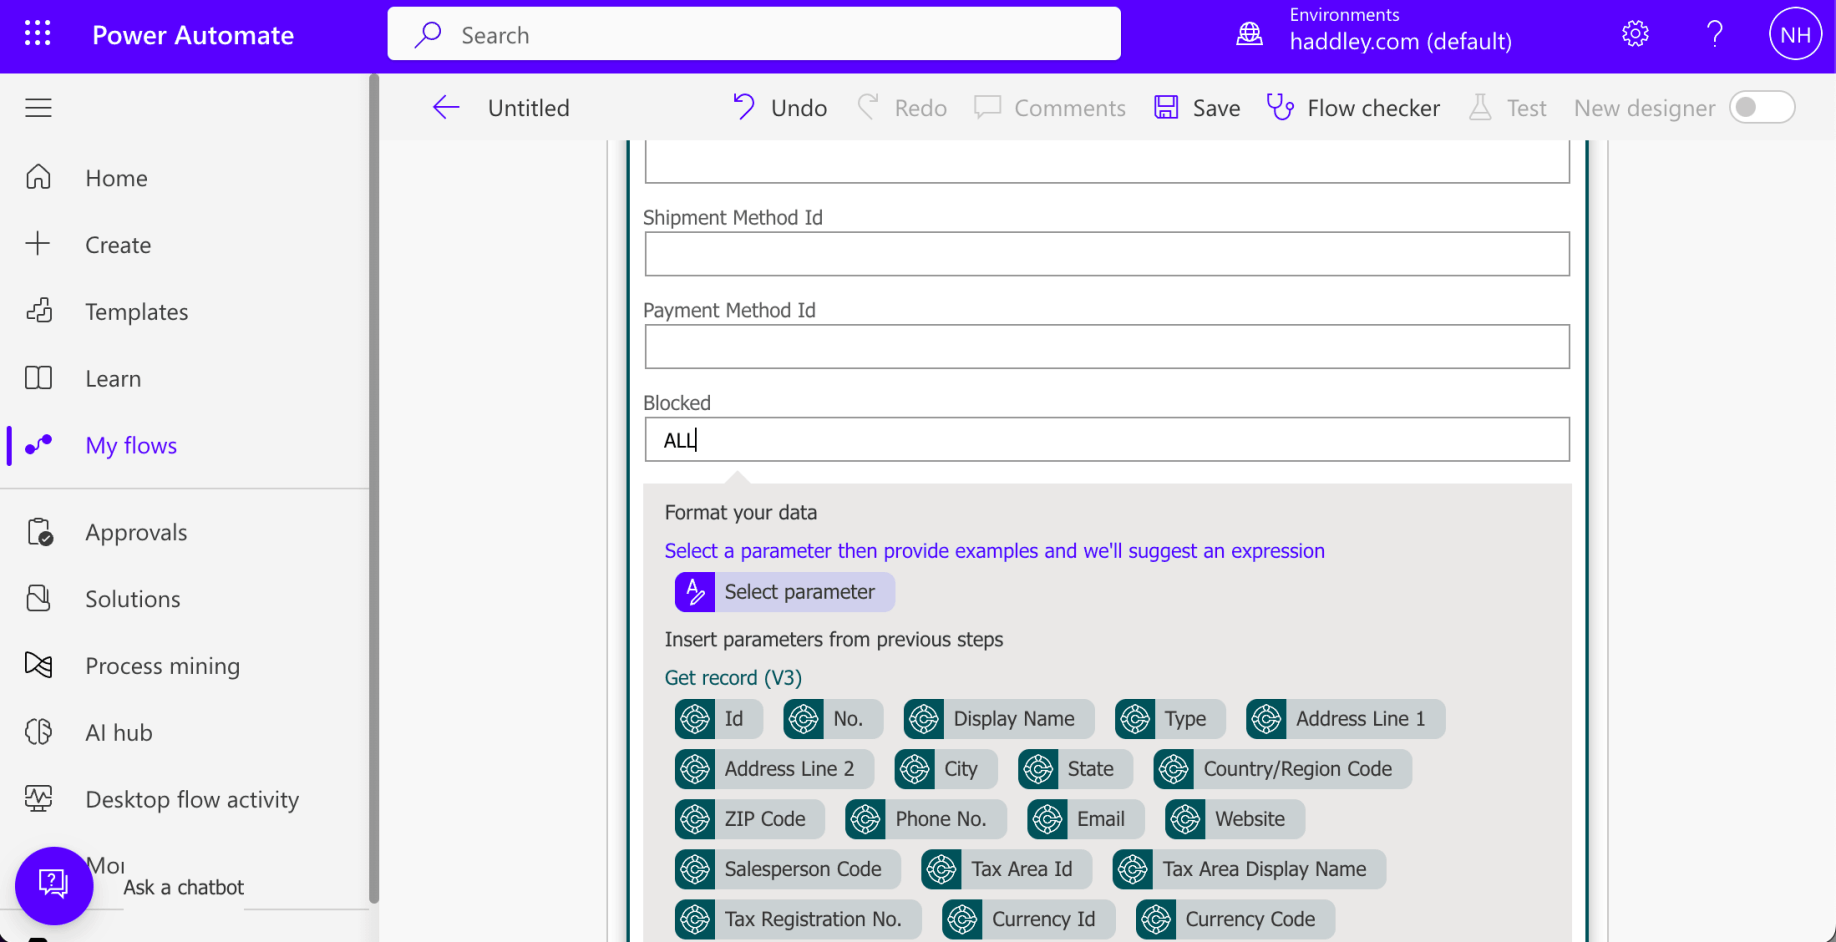 Power Automate
Search
Environments
haddley.com (default)
?
NH
Untitled
Undo
Redo
Comments
Save
Flow checker
Test
New designer
Home
Create
Templates
Learn
My flows
Approvals
Solutions
Process mining
AI hub
Desktop flow activity
Ask a chatbot
Shipment Method Id
Payment Method Id
Blocked
ALL
Format your data
Select a parameter then provide examples and we'll suggest an expression
Select parameter
Insert parameters from previous steps
Get record (V3)
Id No. Display Name Type Address Line 1
Address Line 2 City State Country/Region Code
ZIP Code Phone No. Email Website
Salesperson Code Tax Area Id Tax Area Display Name
Tax Registration No. Currency Id Currency Code